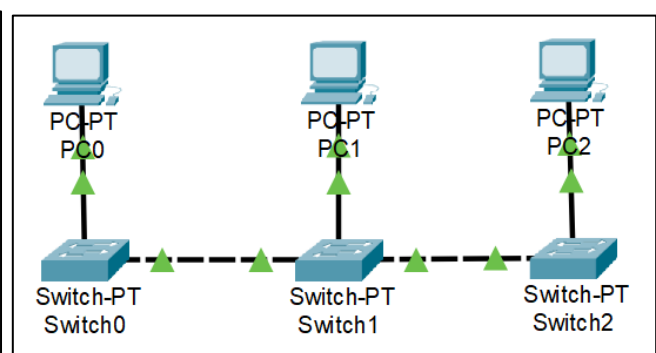 PC-PT
PC0
PC-PT
PC1
PC-PT
PC2
Switch-PT
Switch0
Switch-PT
Switch1
Switch-PT
Switch2